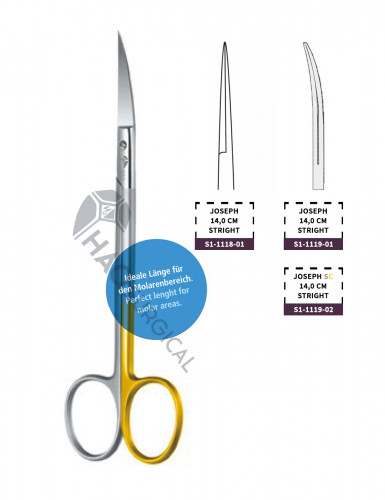 JOSEPH
14,0 CM
STRIGHT
S1-1118-01
JOSEPH
14,0 CM
STRIGHT
S1-1119-01
JOSEPH SC
14,0 CM
STRIGHT
S1-1119-02
Ideale Länge für
den Molarenbereich.
Perfect lenght for
molar areas.